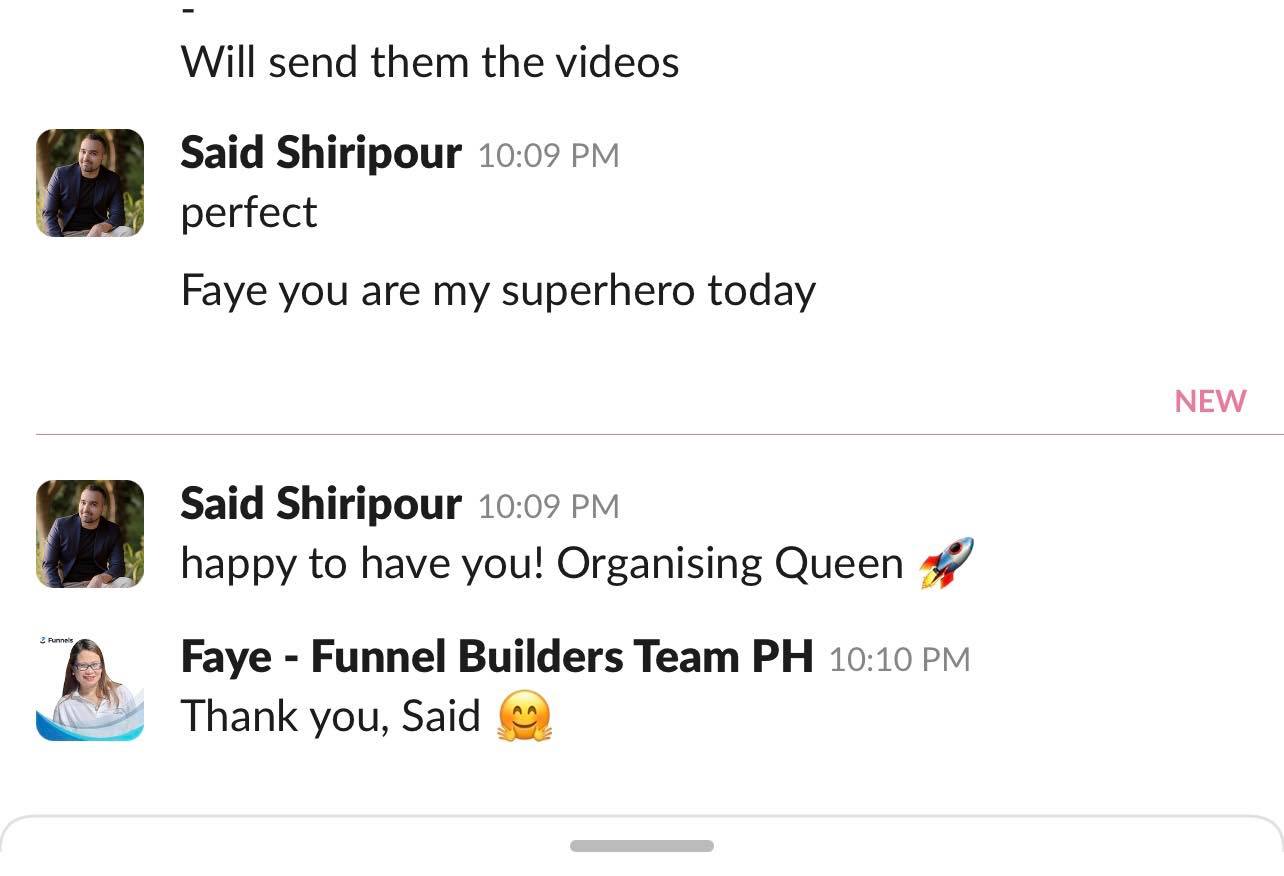 -
Will send them the videos
Said Shiripour 10:09 PM
perfect
Faye you are my superhero today
NEW
Said Shiripour 10:09 PM
happy to have you! Organising Queen 🚀
Funnels
Faye - Funnel Builders Team PH 10:10 PM
Thank you, Said 🤗